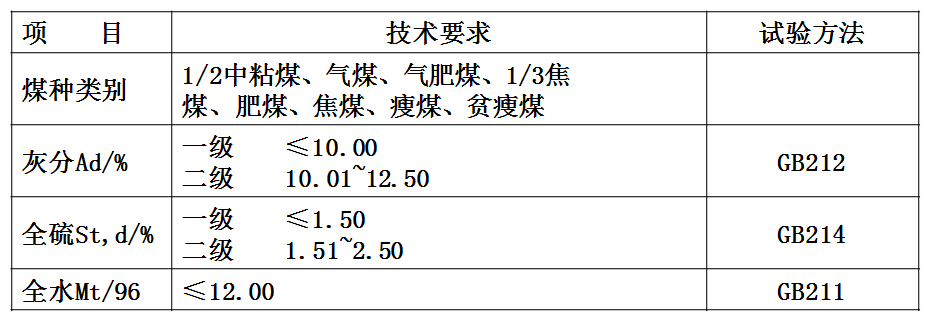 项 目 技术要求 试验方法
煤种类别 1/2中粘煤、气煤、气肥煤、1/3焦
煤、肥煤、焦煤、瘦煤、贫瘦煤
灰分Ad/% 一级 ≤10.00 GB212
二级 10.01~12.50
全硫St,d/% 一级 ≤1.50 GB214
二级 1.51~2.50
全水Mt/96 ≤12.00 GB211